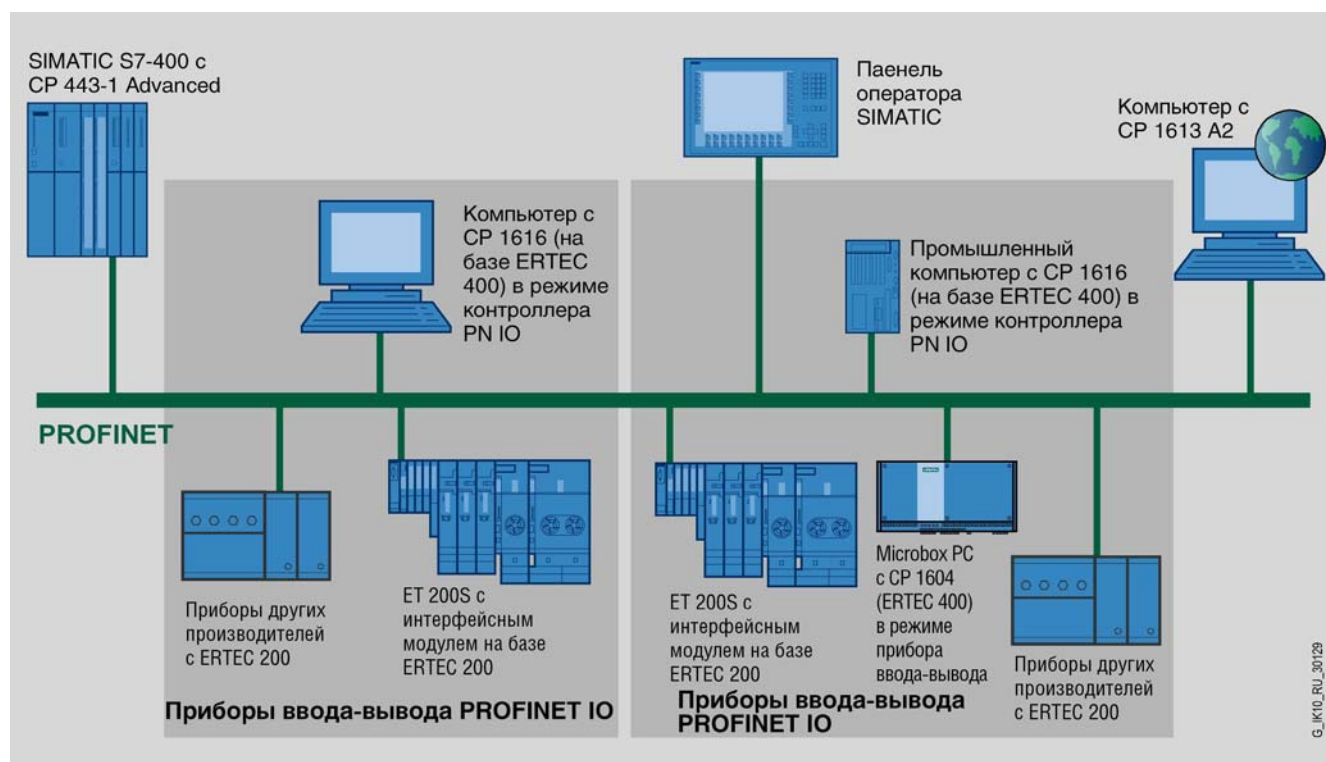 SIMATIC S7-400 с
CP 443-1 Advanced
Паенель
оператора
SIMATIC
Компьютер с
CP 1613 A2
Компьютер с
CP 1616 (на
базе ERTEC
400) в режиме
контроллера
PN IO
Промышленный
компьютер с CP 1616
(на базе ERTEC 400) в
режиме контроллера
PN IO
PROFINET
Приборы других
производителей
с ERTEC 200
ET 200S с
интерфейсным
модулем на базе
ERTEC 200
Приборы ввода-вывода PROFINET IO
ET 200S с
интерфейсным
модулем на базе
ERTEC 200
Microbox PC
с CP 1604
(ERTEC 400)
в режиме
прибора
ввода-вывода
Приборы других
производителей
с ERTEC 200
Приборы ввода-вывода
PROFINET IO
G_IK10_RU_30129